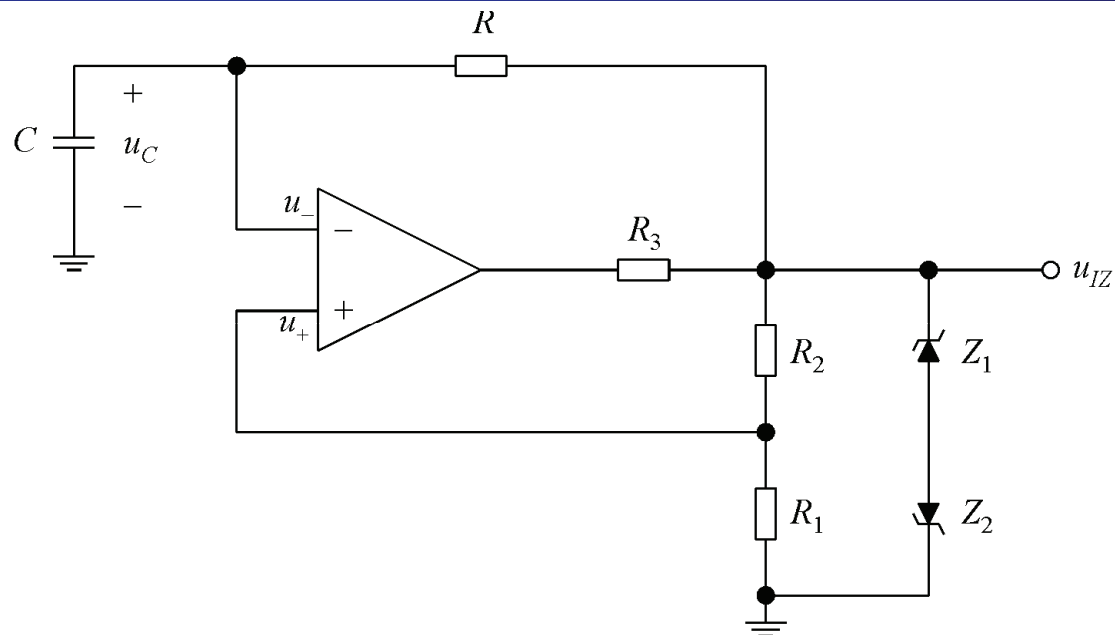 R
+
C
u_C
−
u_−
−
R_3
u_IZ
u_+
+
R_2
Z_1
R_1
Z_2